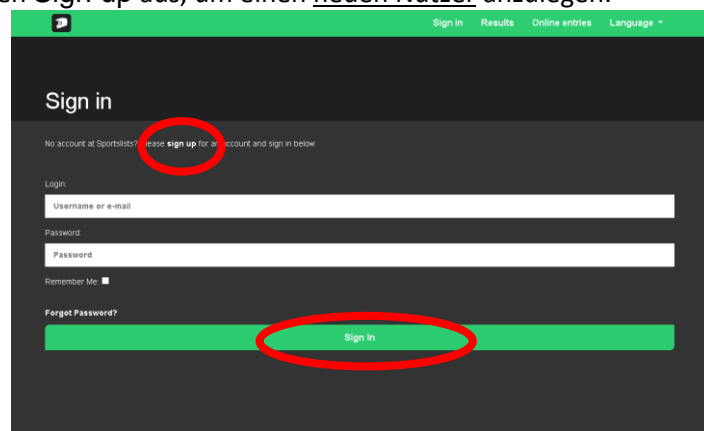 Sign up aus, um einen neuen Nutzer anzulegen.
Sign in Results Online entries Language
Sign in
No account at Sportslists? Please sign up for an account and sign in below.
Login:
Username or e-mail
Password:
Password
Remember Me:
Forgot Password?
Sign In